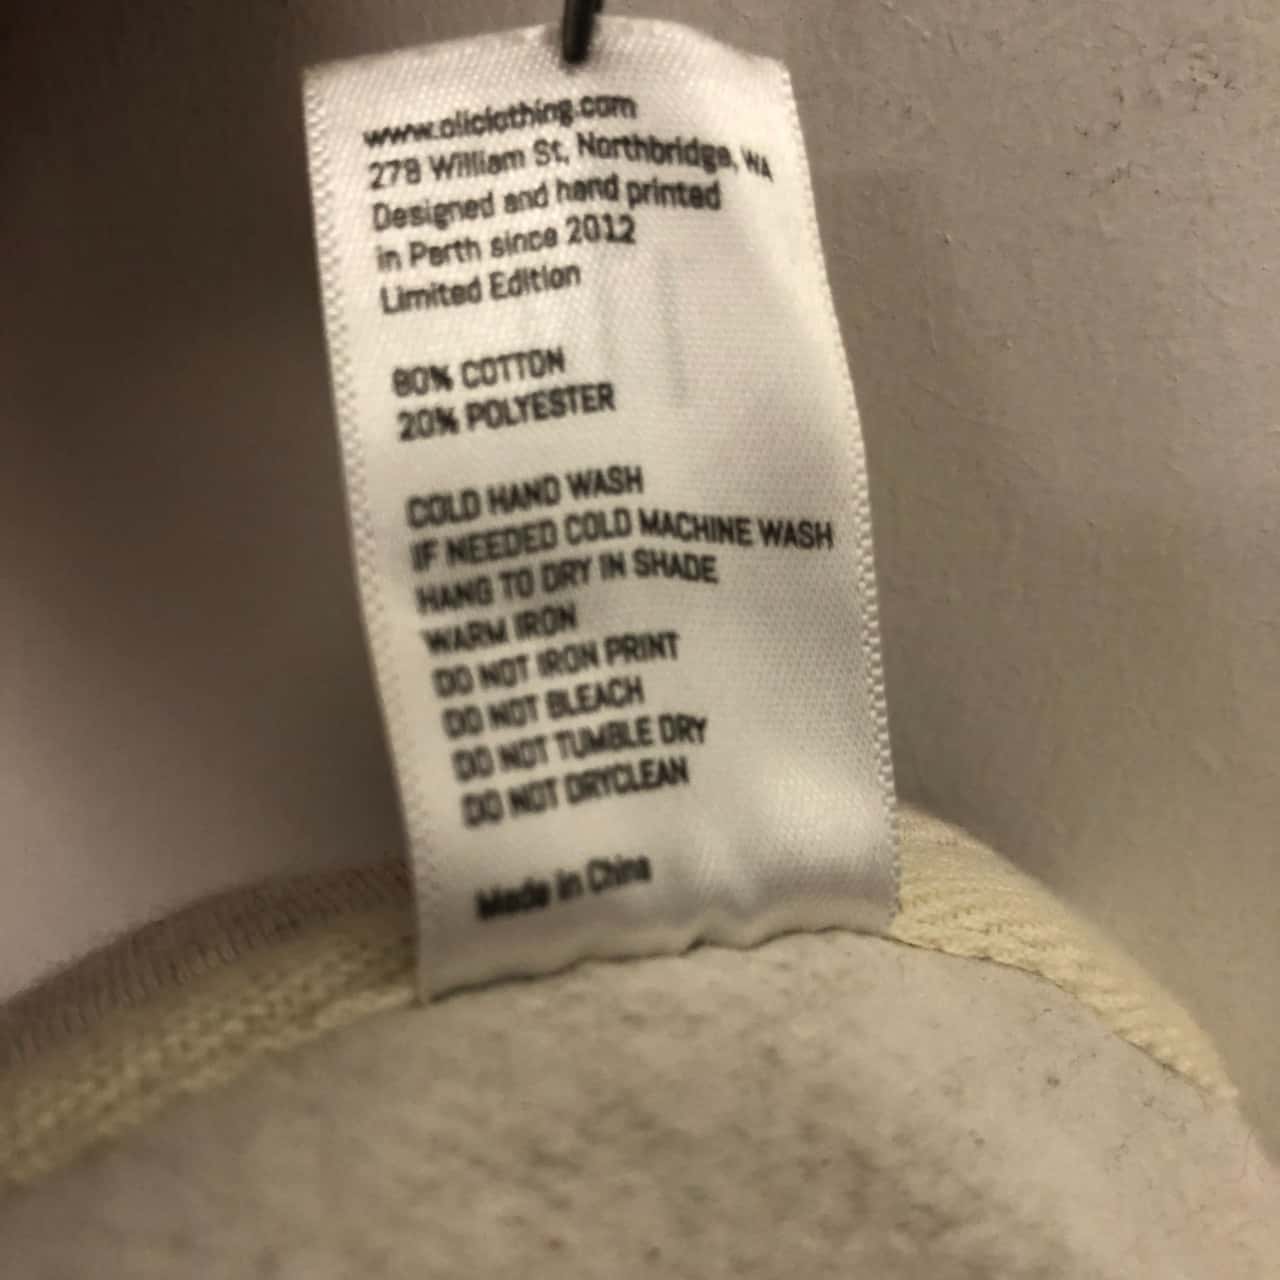 www.oliclothing.com
278 William St, Northbridge, WA
Designed and hand printed
in Perth since 2012
Limited Edition
80% COTTON
20% POLYESTER
COLD HAND WASH
IF NEEDED COLD MACHINE WASH
HANG TO DRY IN SHADE
WARM IRON
DO NOT IRON PRINT
DO NOT BLEACH
DO NOT TUMBLE DRY
DO NOT DRYCLEAN
Made in China